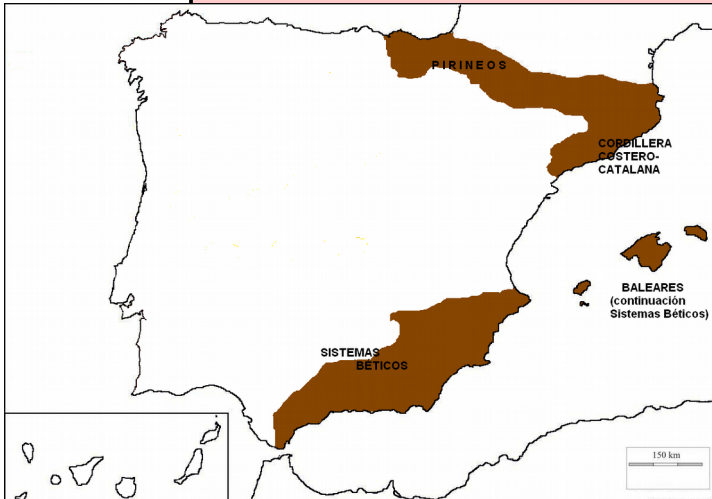 PIRINEOS
CORDILLERA
COSTERO-
CATALANA
BALEARES
(continuación
Sistemas Béticos)
SISTEMAS
BÉTICOS
150 km